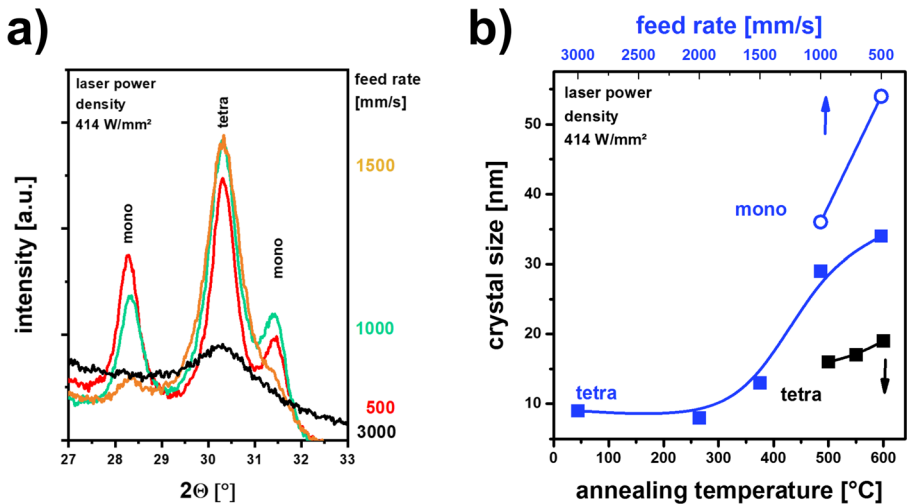 a)
laser power
density
414 W/mm²
feed rate
[mm/s]
tetra
mono
mono
1500
1000
500
3000
intensity [a.u.]
27 28 29 30 31 32 33
2Θ [°]
b)
feed rate [mm/s]
3000 2500 2000 1500 1000 500
laser power
density
414 W/mm²
crystal size [nm]
50
40
30
20
10
mono
tetra
tetra
0 100 200 300 400 500 600
annealing temperature [°C]